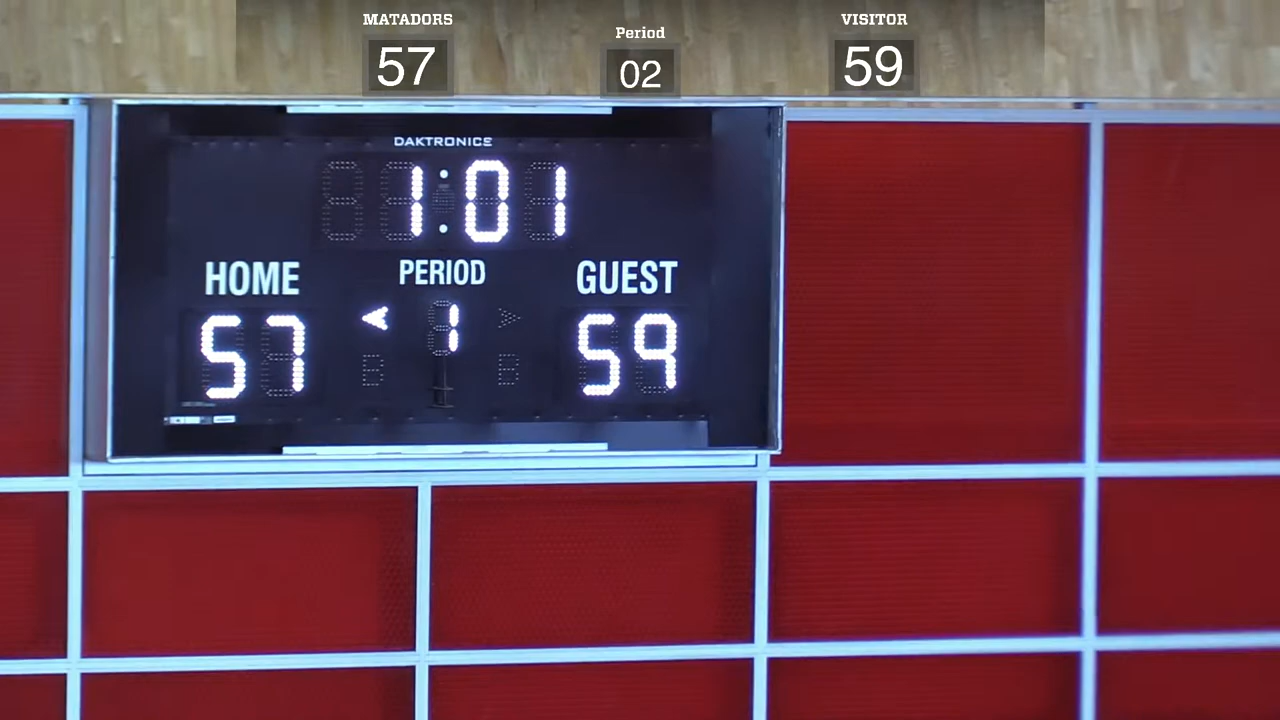 MATADORS
Period
VISITOR
57
02
59
DAKTRONICS
1:01
HOME
PERIOD
GUEST
57
1
59